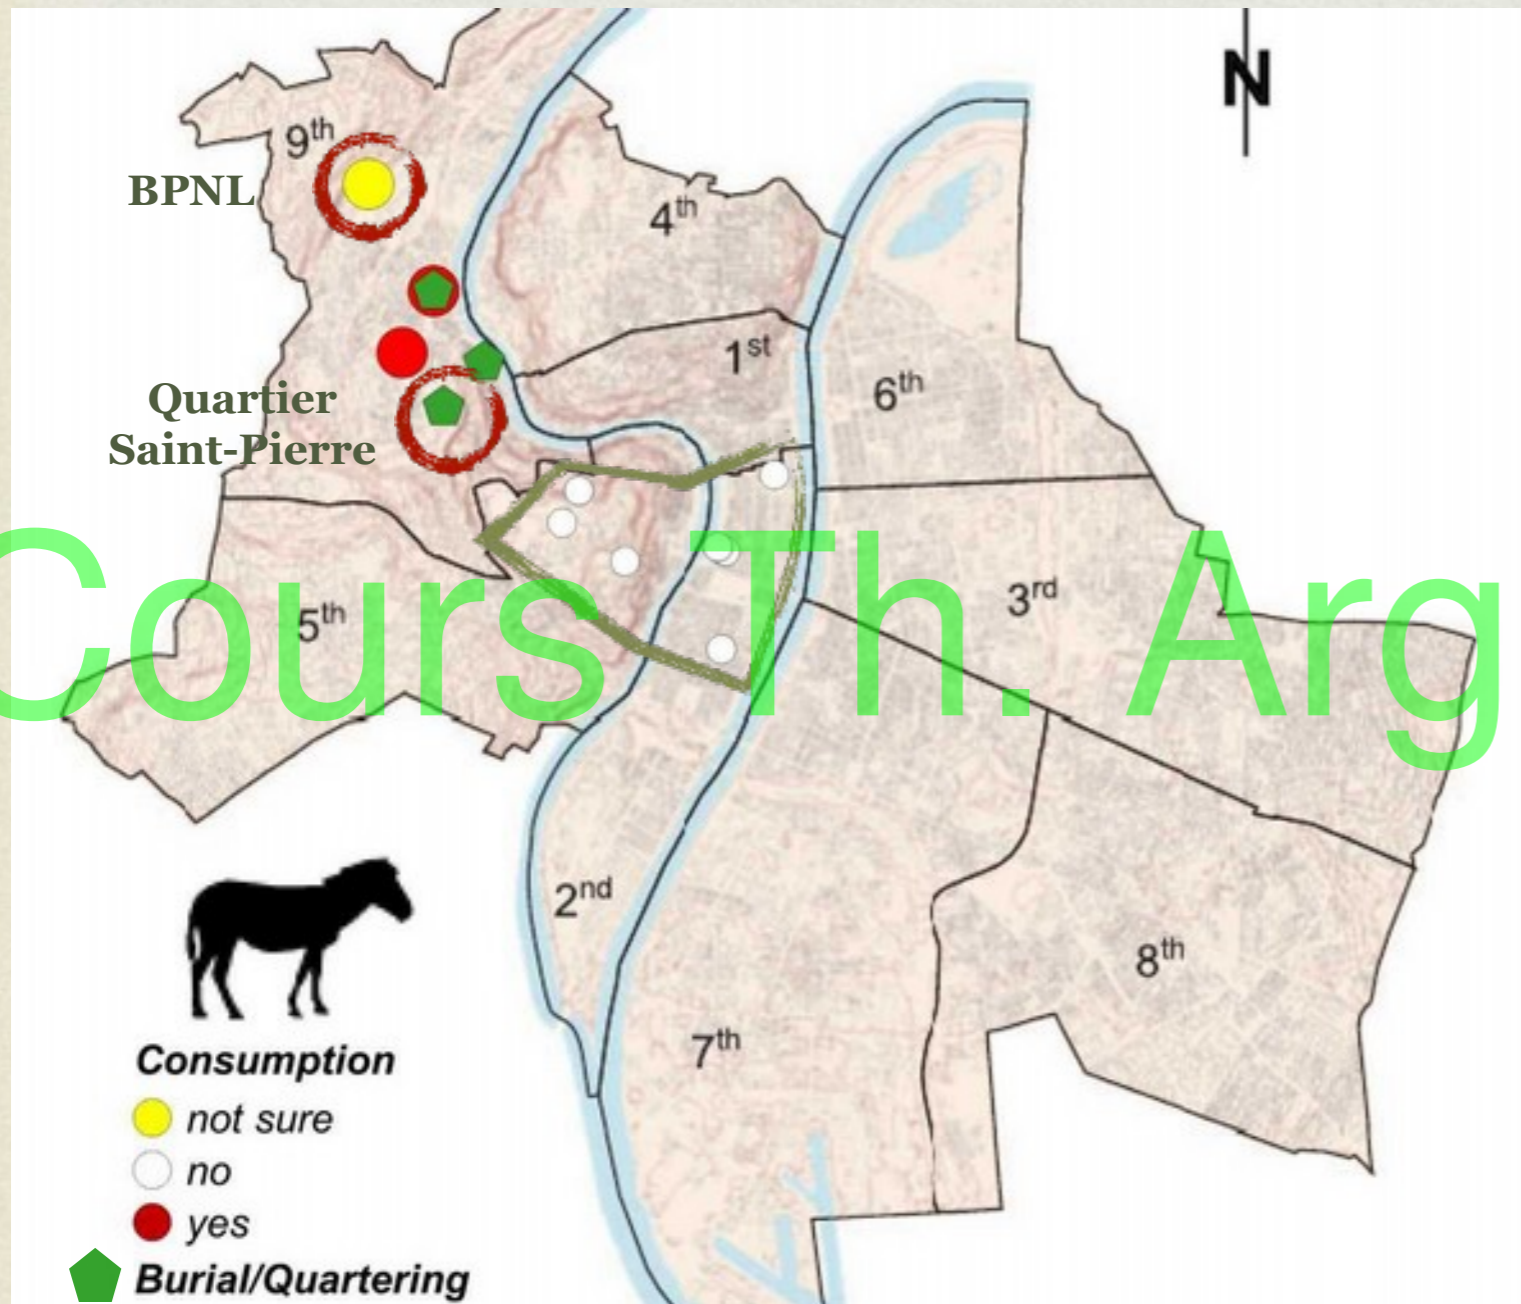 N
9th
BPNL
4th
1st
6th
Quartier
Saint-Pierre
Cours Th. Arg
3rd
5th
2nd
8th
7th
Consumption
not sure
no
yes
Burial/Quartering